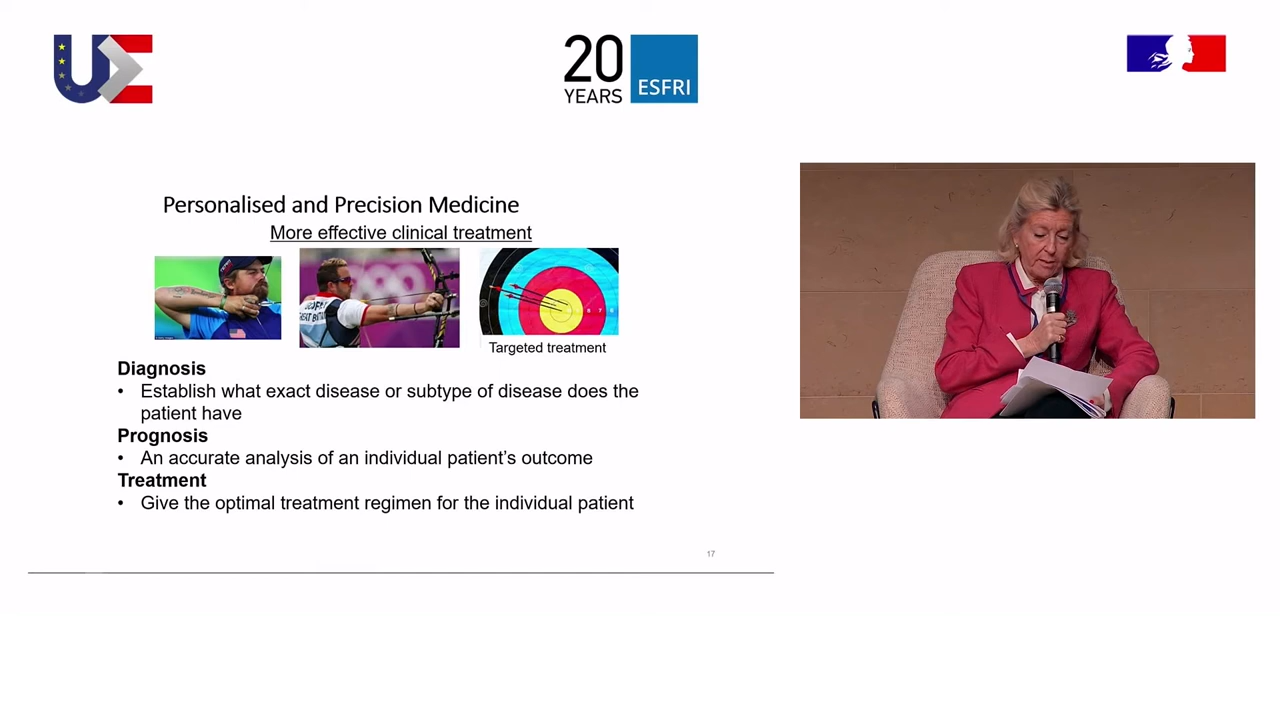 20
YEARS
ESFRI
Personalised and Precision Medicine
More effective clinical treatment
GREAT BRITAIN
Targeted treatment
Diagnosis
• Establish what exact disease or subtype of disease does the
patient have
Prognosis
• An accurate analysis of an individual patient's outcome
Treatment
• Give the optimal treatment regimen for the individual patient
17